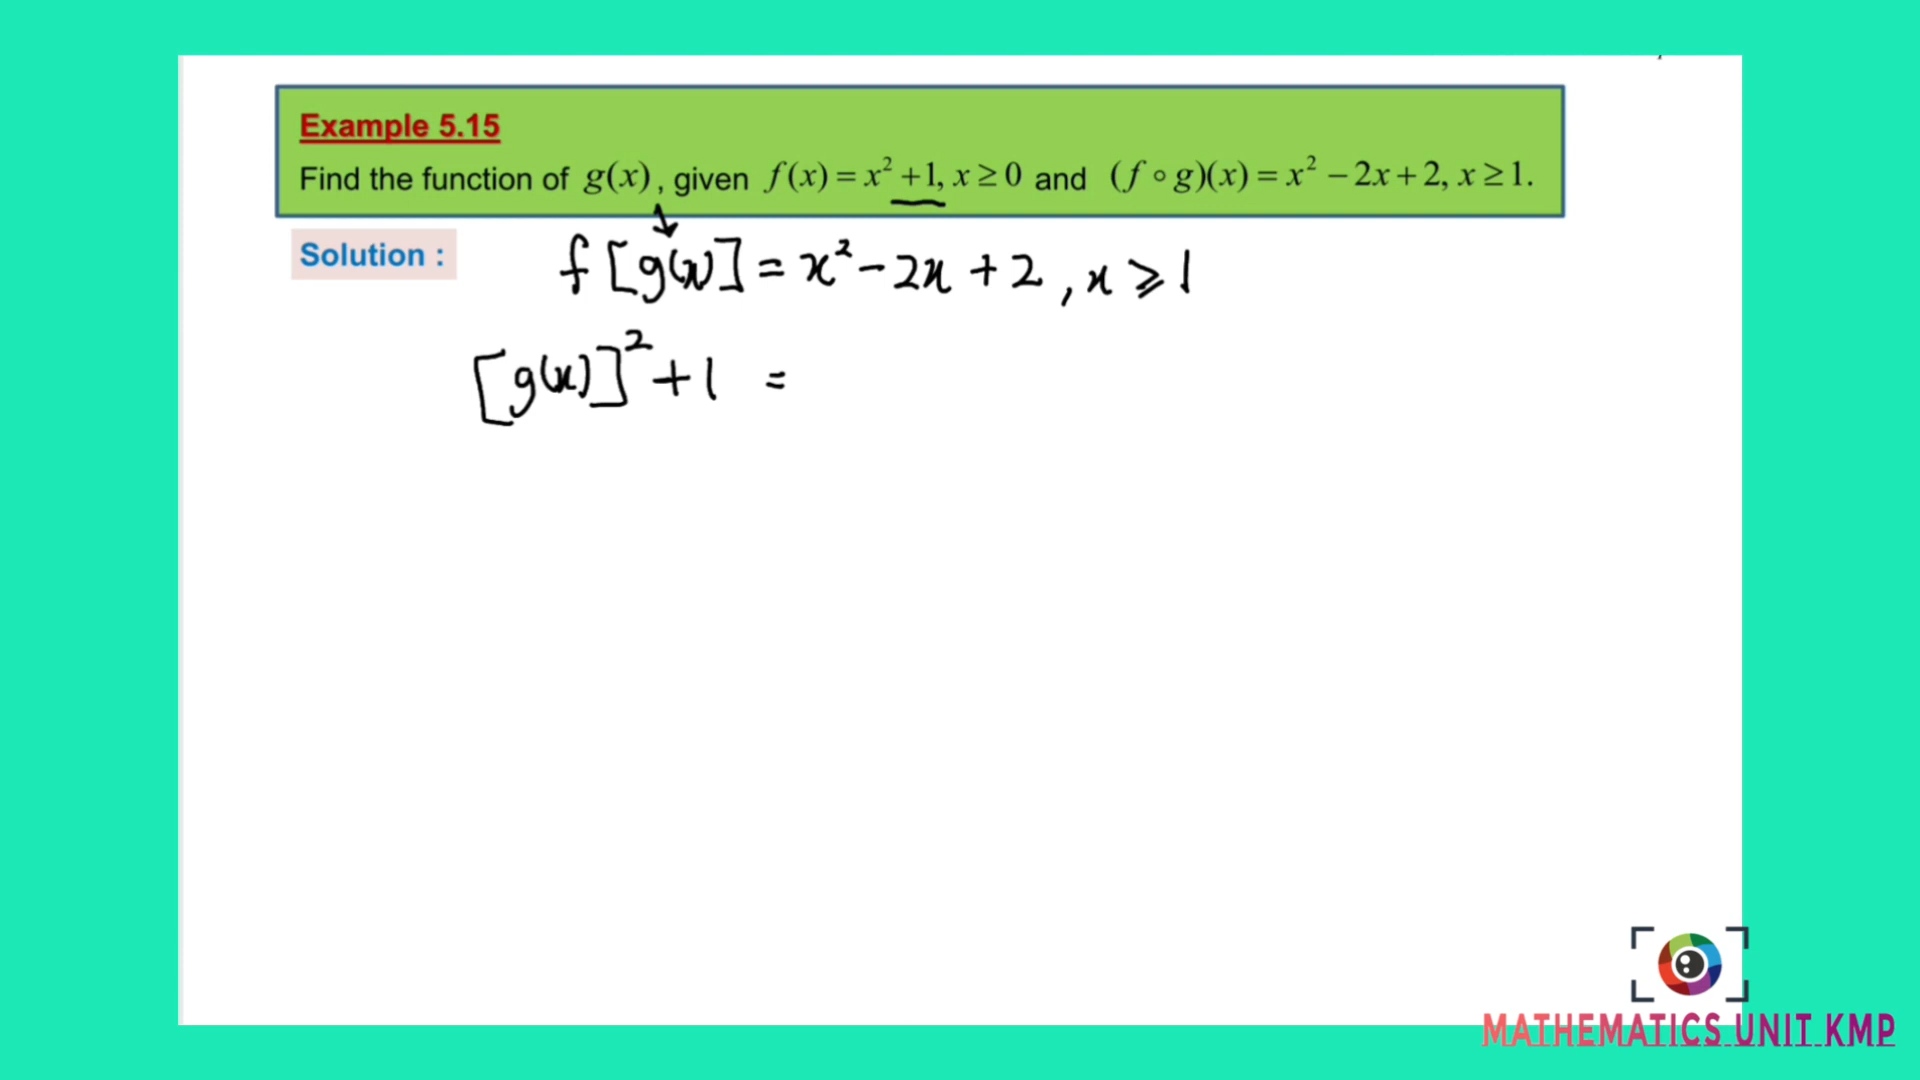 Example 5.15
Find the function of g(x), given f(x) = x² + 1, x ≥ 0 and (f ∘ g)(x) = x² − 2x + 2, x ≥ 1.
Solution :
f[g(x)] = x² − 2x + 2, x ⩾ 1
[g(x)]² + 1 =
MATHEMATICS UNIT KMP